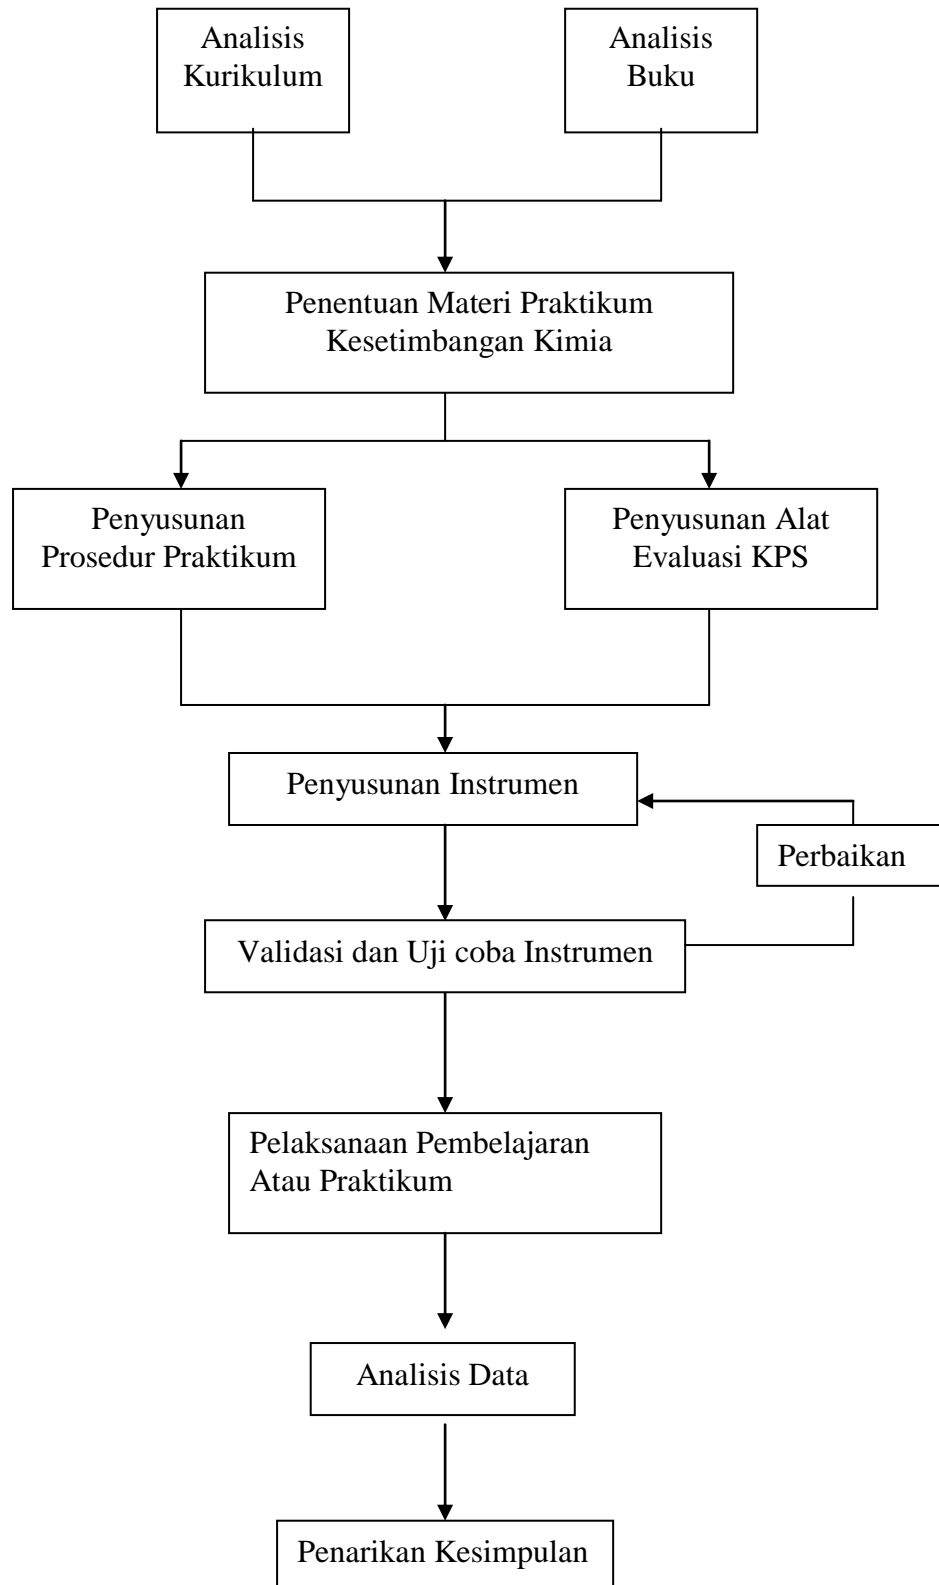 Analisis
Kurikulum
Analisis
Buku
Penentuan Materi Praktikum
Kesetimbangan Kimia
Penyusunan
Prosedur Praktikum
Penyusunan Alat
Evaluasi KPS
Penyusunan Instrumen
Perbaikan
Validasi dan Uji coba Instrumen
Pelaksanaan Pembelajaran
Atau Praktikum
Analisis Data
Penarikan Kesimpulan